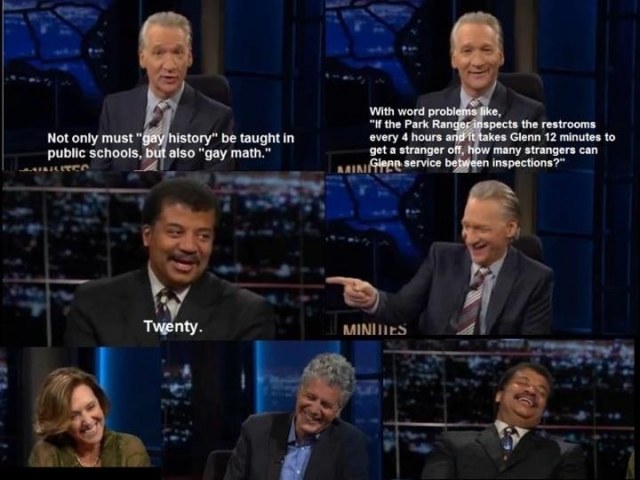 Not only must "gay history" be taught in
public schools, but also "gay math."
With word problems like,
"If the Park Ranger inspects the restrooms
every 4 hours and it takes Glenn 12 minutes to
get a stranger off, how many strangers can
Glenn service between inspections?"
MINUTES
Twenty.
MINUTES